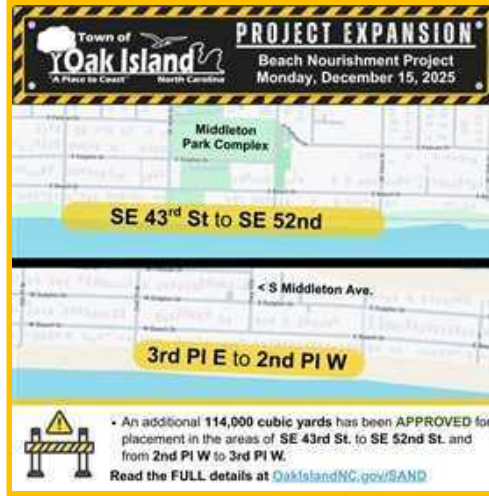 Town of
Oak Island
"A Place to Coast" North Carolina
PROJECT EXPANSION
Beach Nourishment Project
Monday, December 15, 2025
Middleton
Park Complex
SE 43rd St to SE 52nd
< S Middleton Ave.
3rd Pl E to 2nd Pl W
• An additional 114,000 cubic yards has been APPROVED for
placement in the areas of SE 43rd St. to SE 52nd St. and
from 2nd Pl W to 3rd Pl W.
Read the FULL details at OakIslandNC.gov/SAND